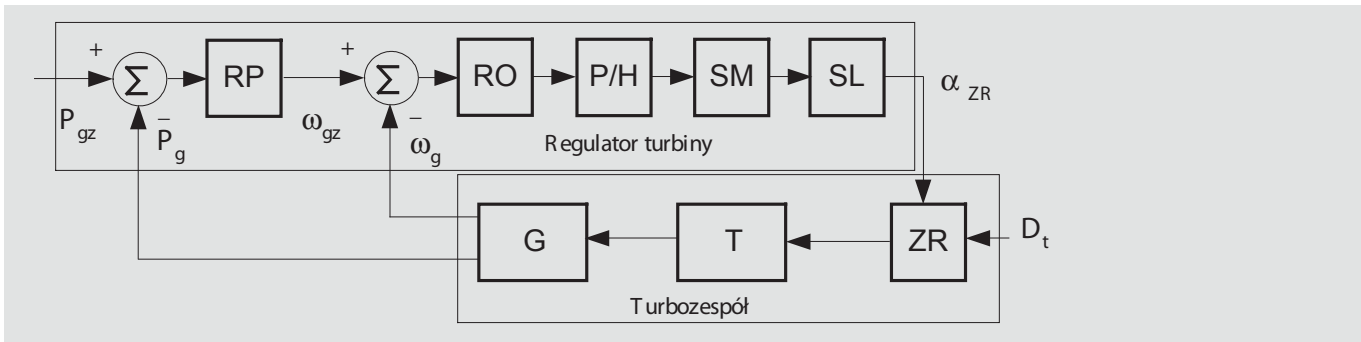 +
Σ
RP
+
Σ
RO
P/H
SM
SL
α ZR
P gz
−
P g
ω gz
−
ω g
Regulator turbiny
G
T
ZR
D t
Turbozespół